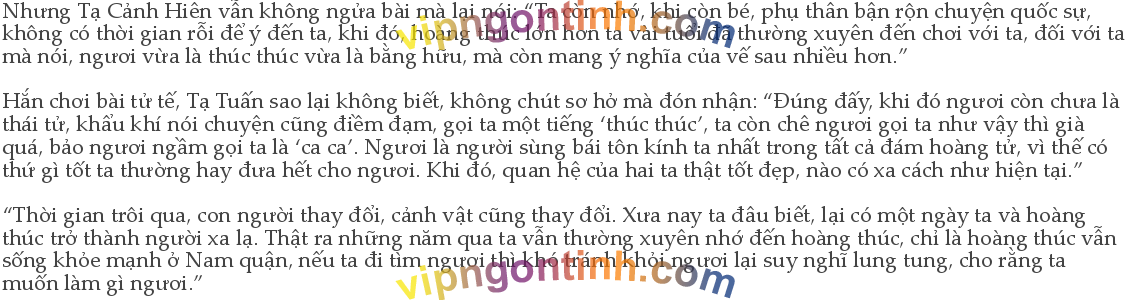 Nhưng Tạ Cảnh Hiên vẫn không ngửa bài mà lại nói: “Ta còn nhớ, khi còn bé, phụ thân bận rộn chuyện quốc sự,
không có thời gian rỗi để ý đến ta, khi đó, hoàng thúc lớn hơn ta vài tuổi đã thường xuyên đến chơi với ta, đối với ta
mà nói, ngươi vừa là thúc thúc vừa là bằng hữu, mà còn mang ý nghĩa của vế sau nhiều hơn.”
Hắn chơi bài tử tế, Tạ Tuấn sao lại không biết, không chút sơ hở mà đón nhận: “Đúng đấy, khi đó ngươi còn chưa là
thái tử, khẩu khí nói chuyện cũng điềm đạm, gọi ta một tiếng ‘thúc thúc’, ta còn chê ngươi gọi ta như vậy thì già
quá, bảo ngươi ngầm gọi ta là ‘ca ca’. Ngươi là người sùng bái tôn kính ta nhất trong tất cả đám hoàng tử, vì thế có
thứ gì tốt ta thường hay đưa hết cho ngươi. Khi đó, quan hệ của hai ta thật tốt đẹp, nào có xa cách như hiện tại.”
“Thời gian trôi qua, con người thay đổi, cảnh vật cũng thay đổi. Xưa nay ta đâu biết, lại có một ngày ta và hoàng
thúc trở thành người xa lạ. Thật ra những năm qua ta vẫn thường xuyên nhớ đến hoàng thúc, chỉ là hoàng thúc vẫn
sống khỏe mạnh ở Nam quận, nếu ta đi tìm ngươi thì khó tránh khỏi ngươi lại suy nghĩ lung tung, cho rằng ta
muốn làm gì ngươi.”
vipngontinh.com
vipngontinh.com